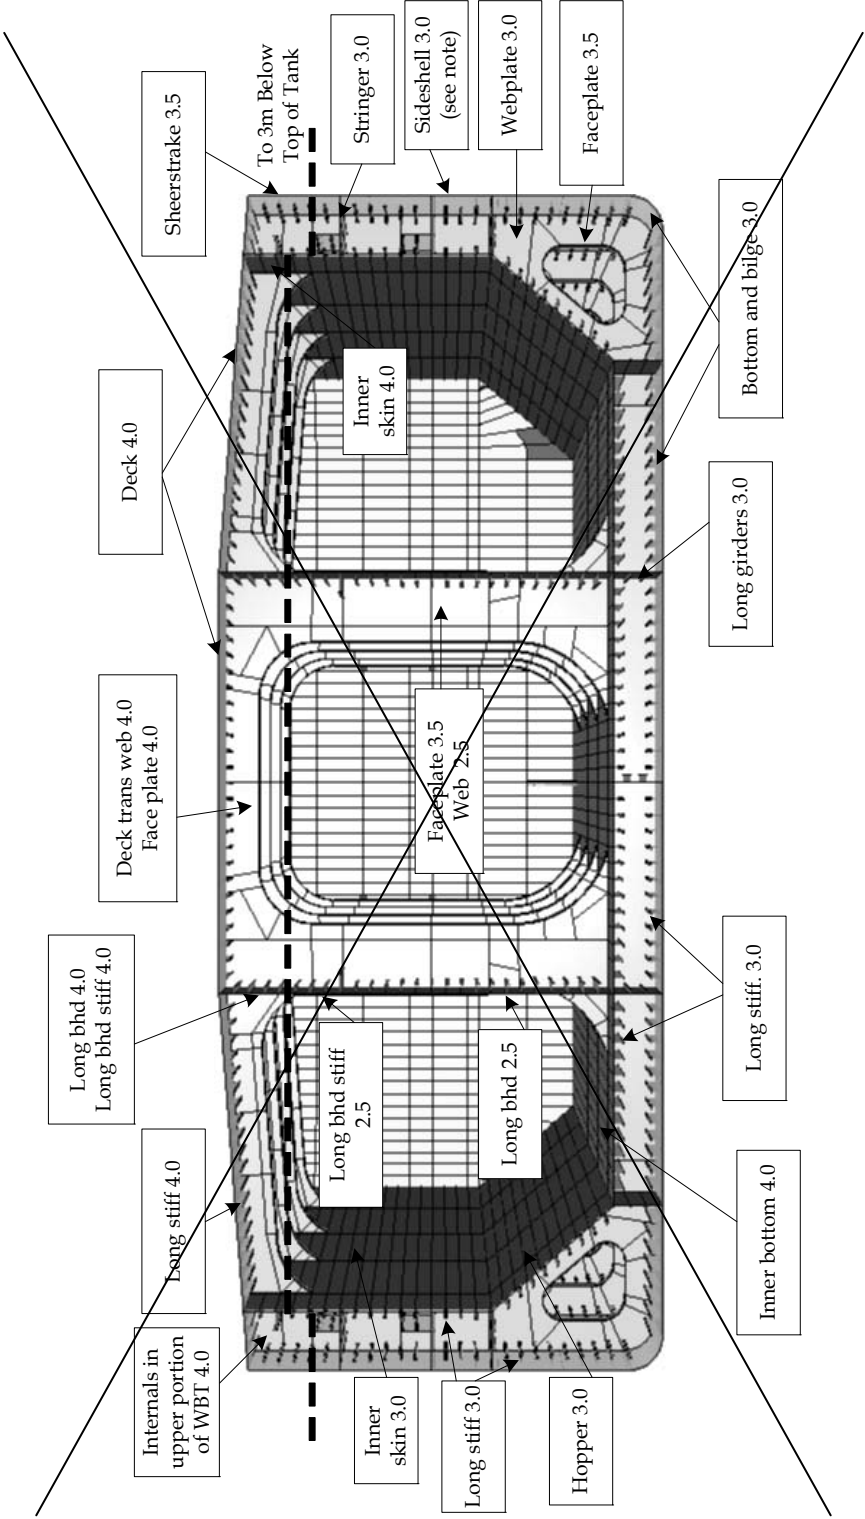 Internals in
upper portion
of WBT 4.0
Long stiff 4.0
Long bhd 4.0
Long bhd stiff 4.0
Deck trans web 4.0
Face plate 4.0
Deck 4.0
Sheerstrake 3.5
To 3m Below
Top of Tank
Stringer 3.0
Sideshell 3.0
(see note)
Webplate 3.0
Faceplate 3.5
Inner
skin 4.0
Faceplate 3.5
Web 2.5
Long bhd stiff
2.5
Long bhd 2.5
Inner
skin 3.0
Long stiff 3.0
Hopper 3.0
Inner bottom 4.0
Long stiff. 3.0
Long girders 3.0
Bottom and bilge 3.0